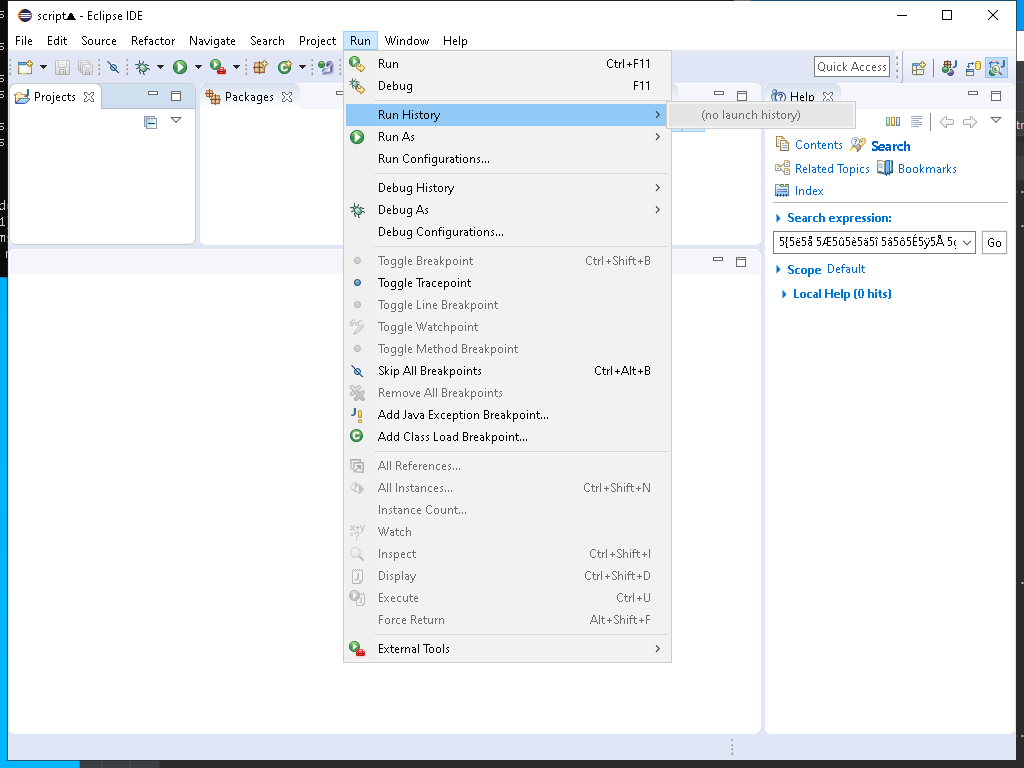 script▲ - Eclipse IDE
File Edit Source Refactor Navigate Search Project Run Window Help
Quick Access
Projects
Packages
Help
Run Ctrl+F11
Debug F11
Run History
(no launch history)
Run As
Run Configurations...
Debug History
Debug As
Debug Configurations...
Toggle Breakpoint Ctrl+Shift+B
Toggle Tracepoint
Toggle Line Breakpoint
Toggle Watchpoint
Toggle Method Breakpoint
Skip All Breakpoints Ctrl+Alt+B
Remove All Breakpoints
Add Java Exception Breakpoint...
Add Class Load Breakpoint...
All References...
All Instances... Ctrl+Shift+N
Instance Count...
Watch
Inspect Ctrl+Shift+I
Display Ctrl+Shift+D
Execute Ctrl+U
Force Return Alt+Shift+F
External Tools
Contents Search
Related Topics Bookmarks
Index
Search expression:
Go
Scope Default
Local Help (0 hits)